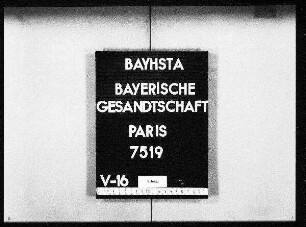 BAYHSTA
BAYERISCHE
GESANDTSCHAFT
PARIS
7519
V-16